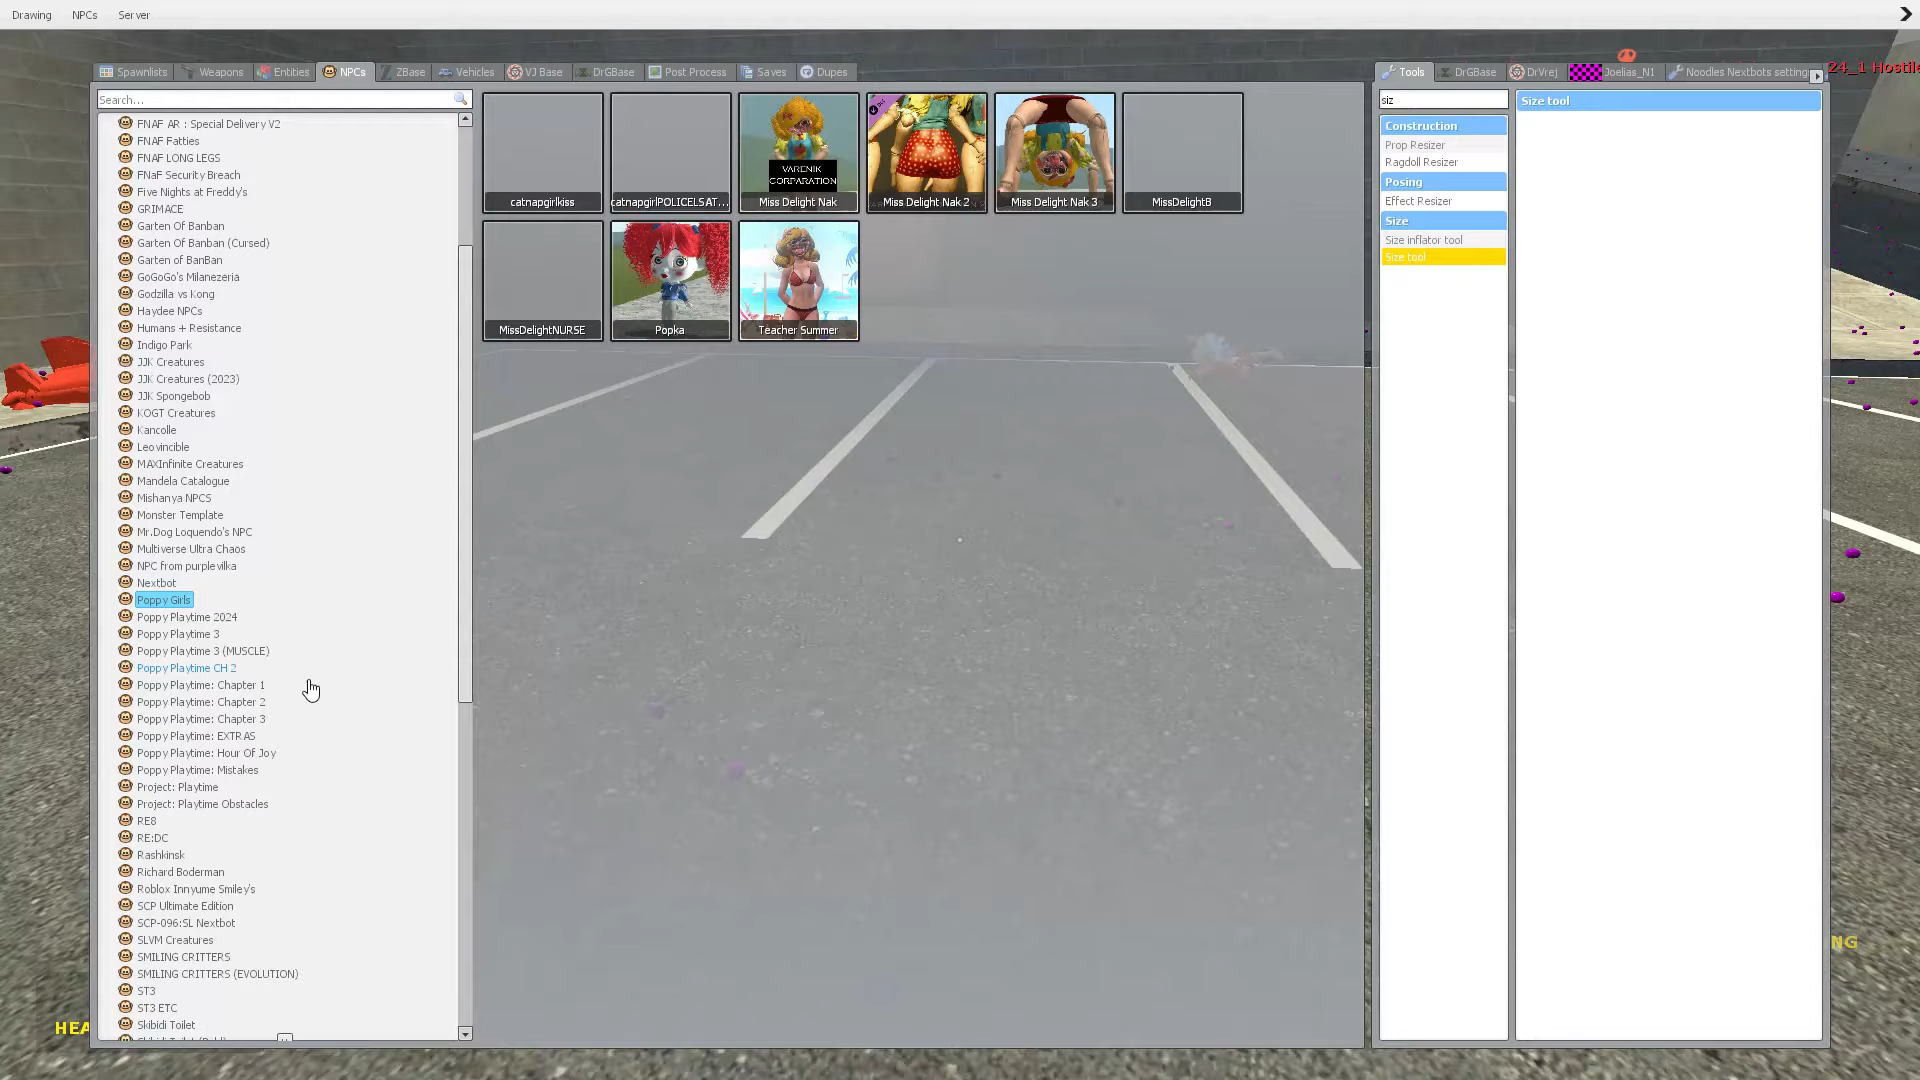 Drawing NPCs Server
Spawnlists Weapons Entities NPCs ZBase Vehicles VJ Base DrGBase Post Process Saves Dupes
Search...
FNAF AR : Special Delivery V2
FNAF Fatties
FNAF LONG LEGS
FNaF Security Breach
Five Nights at Freddy's
GRIMACE
Garten Of Banban
Garten Of Banban (Cursed)
Garten of BanBan
GoGoGo's Milanezeria
Godzilla vs Kong
Haydee NPCs
Humans + Resistance
Indigo Park
JJK Creatures
JJK Creatures (2023)
JJK Spongebob
KOGT Creatures
Kancolle
Leovincible
MAXInfinite Creatures
Mandela Catalogue
Mishanya NPCS
Monster Template
Mr.Dog Loquendo's NPC
Multiverse Ultra Chaos
NPC from purplevilka
Nextbot
Poppy Girls
Poppy Playtime 2024
Poppy Playtime 3
Poppy Playtime 3 (MUSCLE)
Poppy Playtime CH 2
Poppy Playtime: Chapter 1
Poppy Playtime: Chapter 2
Poppy Playtime: Chapter 3
Poppy Playtime: EXTRAS
Poppy Playtime: Hour Of Joy
Poppy Playtime: Mistakes
Project: Playtime
Project: Playtime Obstacles
RE8
RE:DC
Rashkinsk
Richard Boderman
Roblox Innyume Smiley's
SCP Ultimate Edition
SCP-096:SL Nextbot
SLVM Creatures
SMILING CRITTERS
SMILING CRITTERS (EVOLUTION)
ST3
ST3 ETC
Skibidi Toilet
VARENIK
CORPARATION
catnapgirlkiss catnapgirlPOLICELSAT... Miss Delight Nak Miss Delight Nak 2 Miss Delight Nak 3 MissDelightB
MissDelightNURSE Popka Teacher Summer
Tools DrGBase DrVrej Joelias_N1 Noodles Nextbots setting
24_1 Hostile
siz
Construction
Prop Resizer
Ragdoll Resizer
Posing
Effect Resizer
Size
Size inflator tool
Size tool
Size tool
HEA
NG